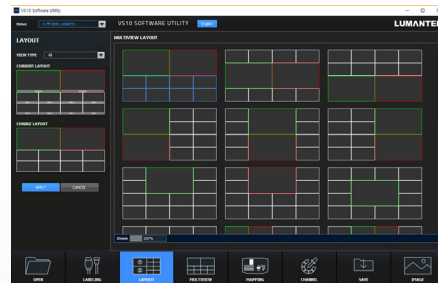 VS10 Software Utility
Drive
VS10 SOFTWARE UTILITY
LUMANTEK
LAYOUT
VIEW TYPE All
CURRENT LAYOUT
CHANGE LAYOUT
APPLY CANCEL
MULTIVIEW LAYOUT
Zoom 100%
OPEN LABELING LAYOUT MULTIVIEW MAPPING CHANNEL SAVE IMAGE